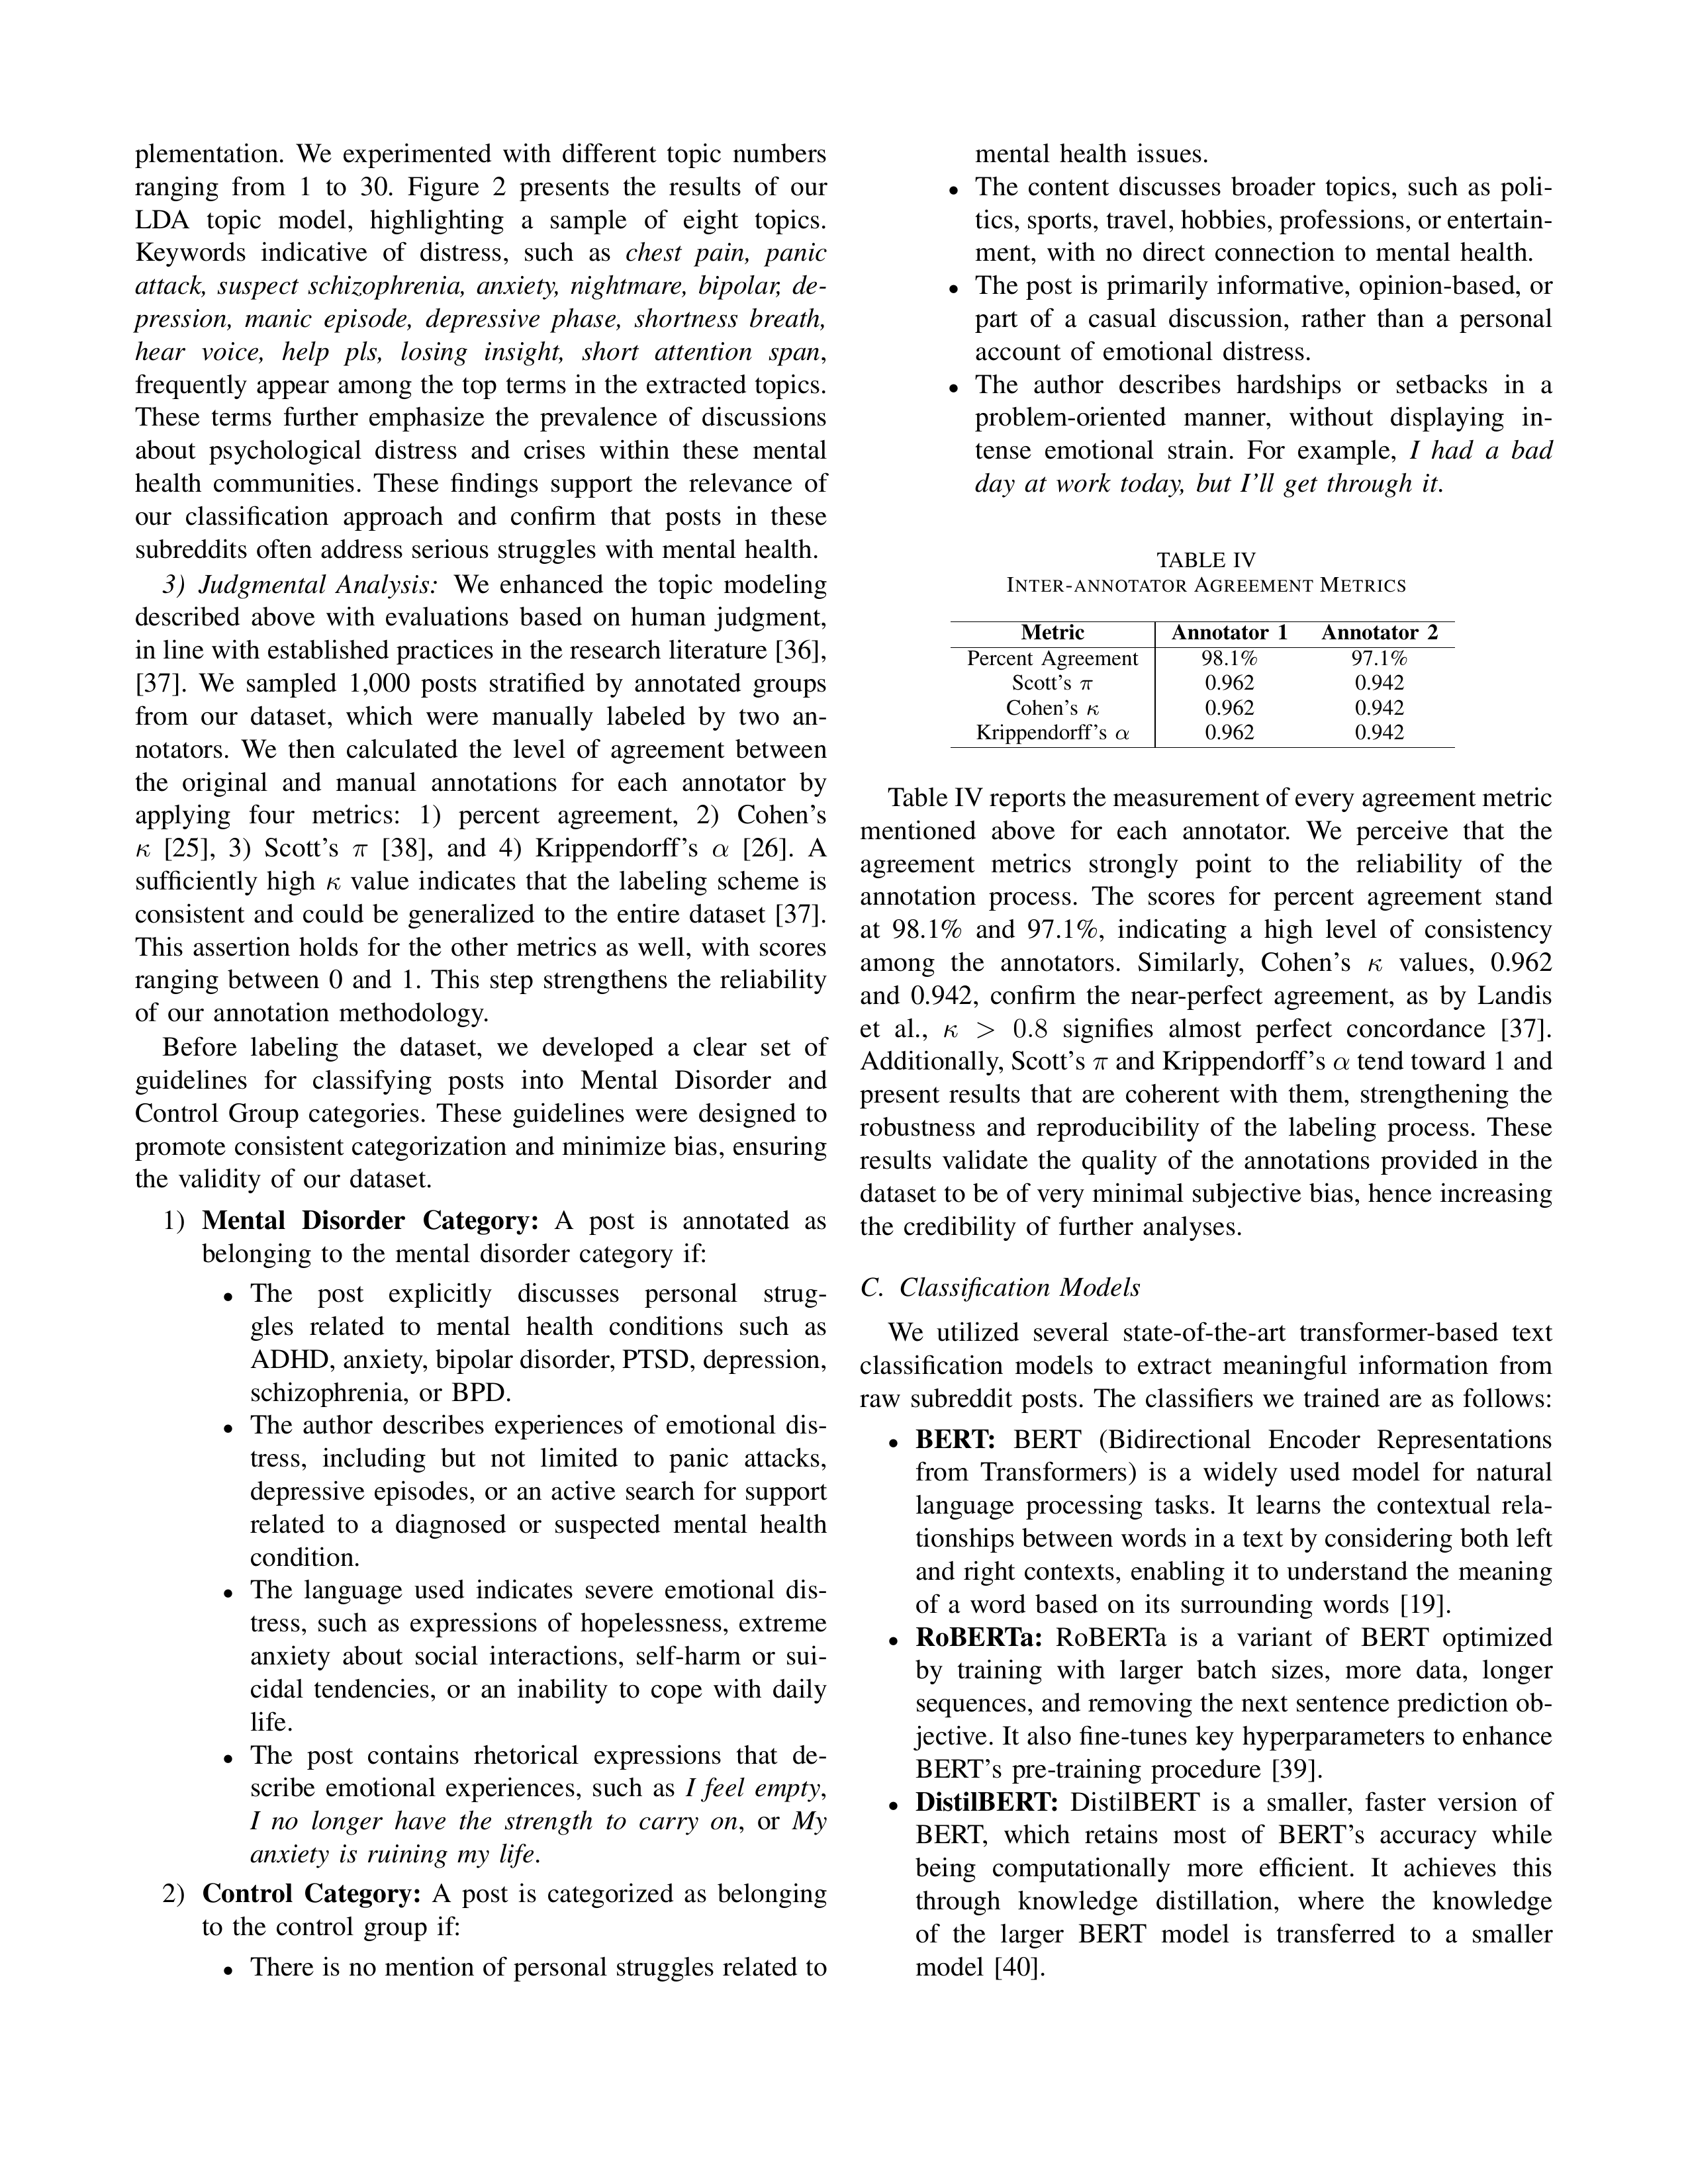 plementation. We experimented with different topic numbers
ranging from 1 to 30. Figure 2 presents the results of our
LDA topic model, highlighting a sample of eight topics.
Keywords indicative of distress, such as chest pain, panic
attack, suspect schizophrenia, anxiety, nightmare, bipolar, de-
pression, manic episode, depressive phase, shortness breath,
hear voice, help pls, losing insight, short attention span,
frequently appear among the top terms in the extracted topics.
These terms further emphasize the prevalence of discussions
about psychological distress and crises within these mental
health communities. These findings support the relevance of
our classification approach and confirm that posts in these
subreddits often address serious struggles with mental health.
3) Judgmental Analysis: We enhanced the topic modeling
described above with evaluations based on human judgment,
in line with established practices in the research literature [36],
[37]. We sampled 1,000 posts stratified by annotated groups
from our dataset, which were manually labeled by two an-
notators. We then calculated the level of agreement between
the original and manual annotations for each annotator by
applying four metrics: 1) percent agreement, 2) Cohen's
κ [25], 3) Scott's π [38], and 4) Krippendorff's α [26]. A
sufficiently high κ value indicates that the labeling scheme is
consistent and could be generalized to the entire dataset [37].
This assertion holds for the other metrics as well, with scores
ranging between 0 and 1. This step strengthens the reliability
of our annotation methodology.
Before labeling the dataset, we developed a clear set of
guidelines for classifying posts into Mental Disorder and
Control Group categories. These guidelines were designed to
promote consistent categorization and minimize bias, ensuring
the validity of our dataset.
1) Mental Disorder Category: A post is annotated as
belonging to the mental disorder category if:
• The post explicitly discusses personal strug-
gles related to mental health conditions such as
ADHD, anxiety, bipolar disorder, PTSD, depression,
schizophrenia, or BPD.
• The author describes experiences of emotional dis-
tress, including but not limited to panic attacks,
depressive episodes, or an active search for support
related to a diagnosed or suspected mental health
condition.
• The language used indicates severe emotional dis-
tress, such as expressions of hopelessness, extreme
anxiety about social interactions, self-harm or sui-
cidal tendencies, or an inability to cope with daily
life.
• The post contains rhetorical expressions that de-
scribe emotional experiences, such as I feel empty,
I no longer have the strength to carry on, or My
anxiety is ruining my life.
2) Control Category: A post is categorized as belonging
to the control group if:
• There is no mention of personal struggles related to
mental health issues.
• The content discusses broader topics, such as poli-
tics, sports, travel, hobbies, professions, or entertain-
ment, with no direct connection to mental health.
• The post is primarily informative, opinion-based, or
part of a casual discussion, rather than a personal
account of emotional distress.
• The author describes hardships or setbacks in a
problem-oriented manner, without displaying in-
tense emotional strain. For example, I had a bad
day at work today, but I'll get through it.
TABLE IV
INTER-ANNOTATOR AGREEMENT METRICS
Metric Annotator 1 Annotator 2
Percent Agreement 98.1% 97.1%
Scott's π 0.962 0.942
Cohen's κ 0.962 0.942
Krippendorff's α 0.962 0.942
Table IV reports the measurement of every agreement metric
mentioned above for each annotator. We perceive that the
agreement metrics strongly point to the reliability of the
annotation process. The scores for percent agreement stand
at 98.1% and 97.1%, indicating a high level of consistency
among the annotators. Similarly, Cohen's κ values, 0.962
and 0.942, confirm the near-perfect agreement, as by Landis
et al., κ > 0.8 signifies almost perfect concordance [37].
Additionally, Scott's π and Krippendorff's α tend toward 1 and
present results that are coherent with them, strengthening the
robustness and reproducibility of the labeling process. These
results validate the quality of the annotations provided in the
dataset to be of very minimal subjective bias, hence increasing
the credibility of further analyses.
C. Classification Models
We utilized several state-of-the-art transformer-based text
classification models to extract meaningful information from
raw subreddit posts. The classifiers we trained are as follows:
• BERT: BERT (Bidirectional Encoder Representations
from Transformers) is a widely used model for natural
language processing tasks. It learns the contextual rela-
tionships between words in a text by considering both left
and right contexts, enabling it to understand the meaning
of a word based on its surrounding words [19].
• RoBERTa: RoBERTa is a variant of BERT optimized
by training with larger batch sizes, more data, longer
sequences, and removing the next sentence prediction ob-
jective. It also fine-tunes key hyperparameters to enhance
BERT's pre-training procedure [39].
• DistilBERT: DistilBERT is a smaller, faster version of
BERT, which retains most of BERT's accuracy while
being computationally more efficient. It achieves this
through knowledge distillation, where the knowledge
of the larger BERT model is transferred to a smaller
model [40].